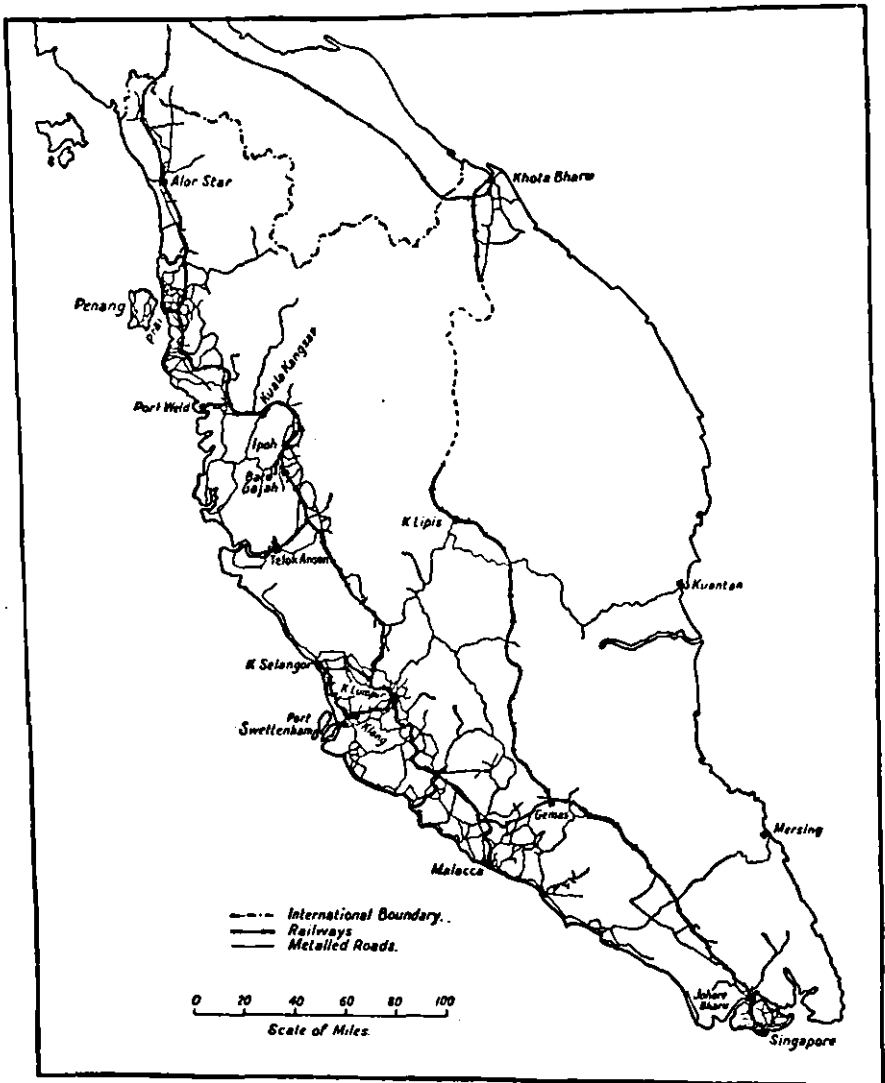 Alor Star
Khota Bharu
Penang
Prai
Kuala Kangsar
Port Weld
Ipoh
Batu
Gajah
K Lipis
Telok Anson
Kuantan
K Selangor
K Lumpur
Port
Swettenham
Klang
Gemas
Mersing
Malacca
International Boundary..
Railways
Metalled Roads.
0 20 40 60 80 100
Scale of Miles.
Johore
Bharu
Singapore